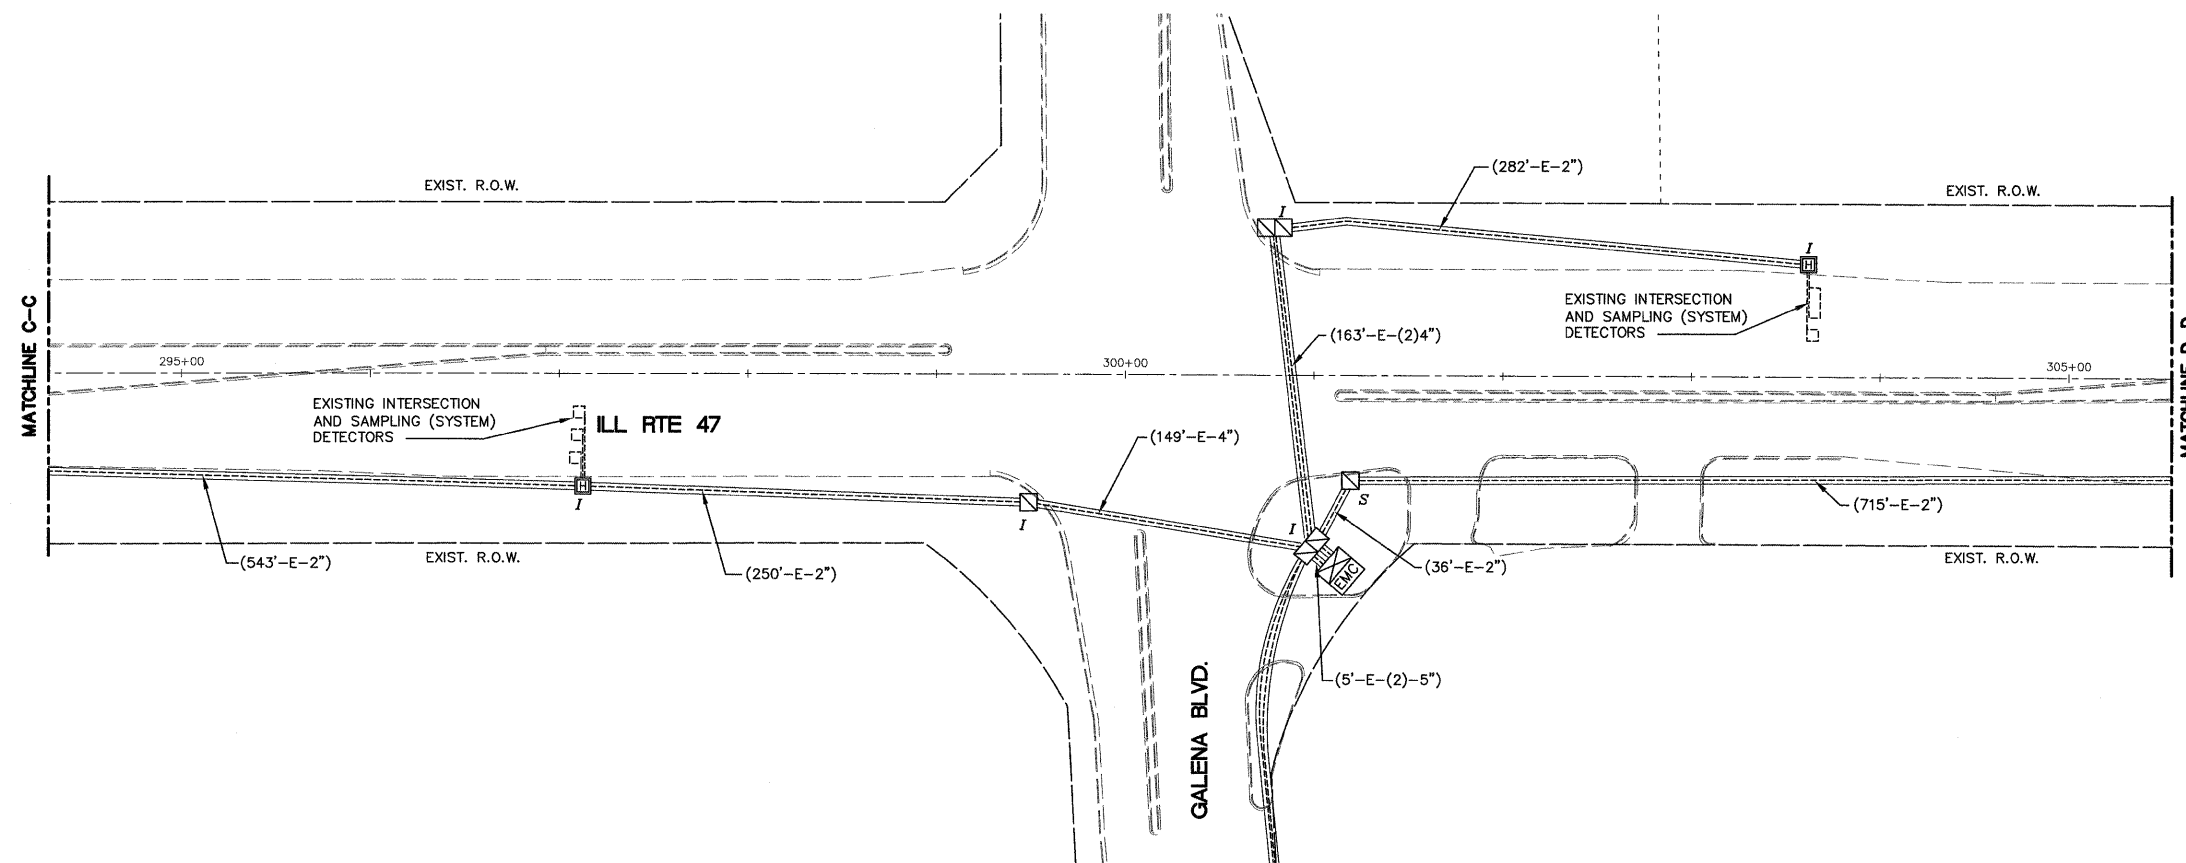 (282'-E-2")
EXIST. R.O.W.
EXIST. R.O.W.
I
I
H
EXISTING INTERSECTION
AND SAMPLING (SYSTEM)
DETECTORS
MATCHLINE C-C
(163'-E-(2)4")
295+00
300+00
305+00
EXISTING INTERSECTION
AND SAMPLING (SYSTEM)
DETECTORS
ILL RTE 47
(149'-E-4")
H
I
I
I
S
(715'-E-2")
EXIST. R.O.W.
EXIST. R.O.W.
(543'-E-2")
(250'-E-2")
(36'-E-2")
EMC
(5'-E-(2)-5")
GALENA BLVD.